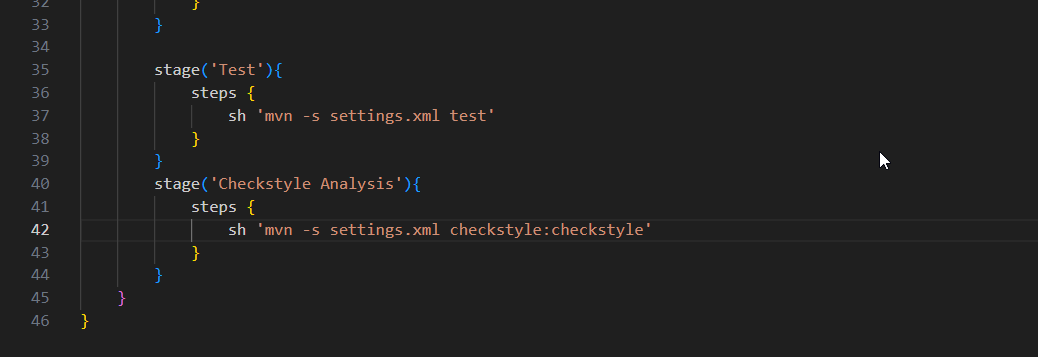 32 }
33 }
34
35 stage('Test'){
36 steps {
37 sh 'mvn -s settings.xml test'
38 }
39 }
40 stage('Checkstyle Analysis'){
41 steps {
42 sh 'mvn -s settings.xml checkstyle:checkstyle'
43 }
44 }
45 }
46 }